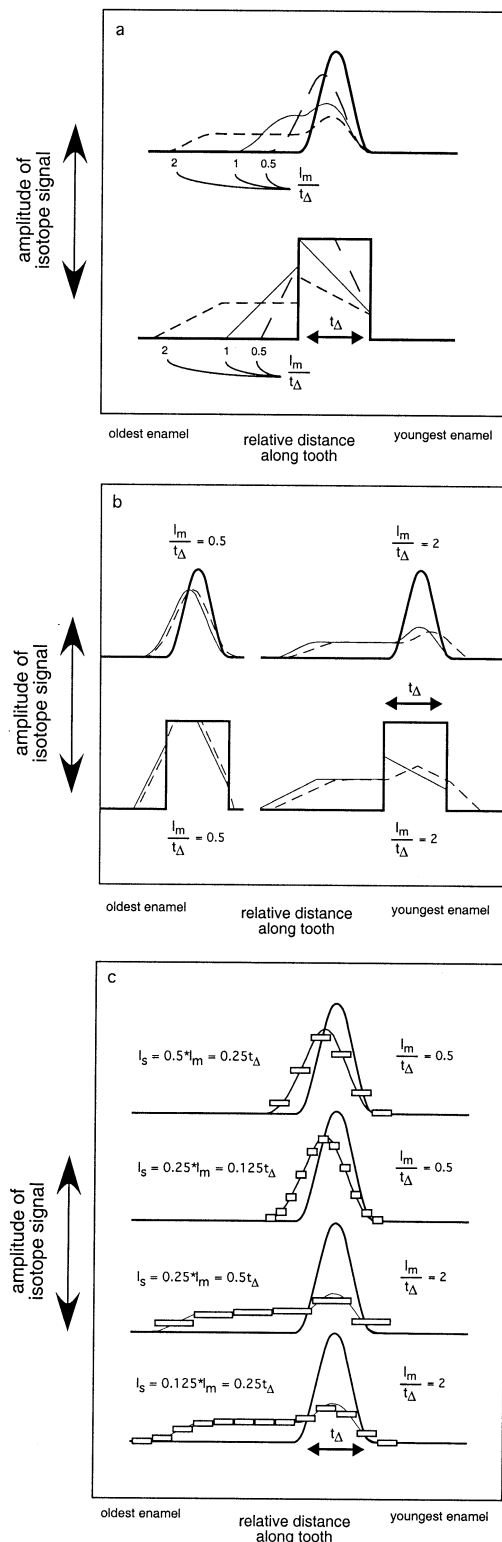 a
amplitude of
isotope signal
2 1 0.5 lm
tΔ
tΔ
2 1 0.5 lm
tΔ
oldest enamel relative distance youngest enamel
along tooth
b
lm
tΔ = 0.5
lm
tΔ = 2
amplitude of
isotope signal
tΔ
lm
tΔ = 0.5
lm
tΔ = 2
oldest enamel relative distance youngest enamel
along tooth
c
ls = 0.5*lm = 0.25tΔ
lm
tΔ = 0.5
ls = 0.25*lm = 0.125tΔ
lm
tΔ = 0.5
amplitude of
isotope signal
ls = 0.25*lm = 0.5tΔ
lm
tΔ = 2
ls = 0.125*lm = 0.25tΔ
lm
tΔ = 2
tΔ
oldest enamel relative distance youngest enamel
along tooth